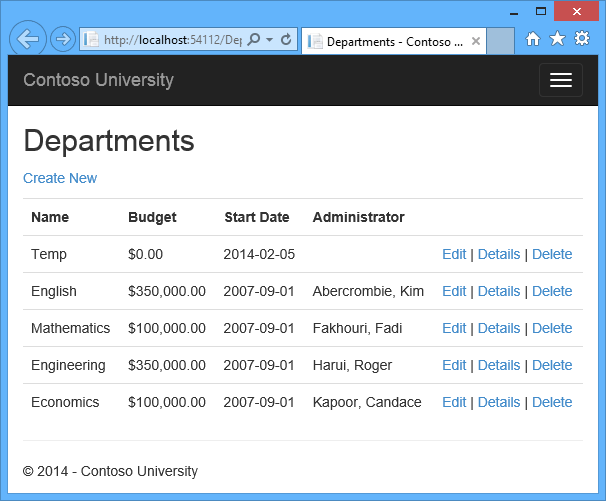 http://localhost:54112/De
Departments - Contoso ...
Contoso University
Departments
Create New
Name Budget Start Date Administrator
Temp $0.00 2014-02-05 Edit | Details | Delete
English $350,000.00 2007-09-01 Abercrombie, Kim Edit | Details | Delete
Mathematics $100,000.00 2007-09-01 Fakhouri, Fadi Edit | Details | Delete
Engineering $350,000.00 2007-09-01 Harui, Roger Edit | Details | Delete
Economics $100,000.00 2007-09-01 Kapoor, Candace Edit | Details | Delete
© 2014 - Contoso University